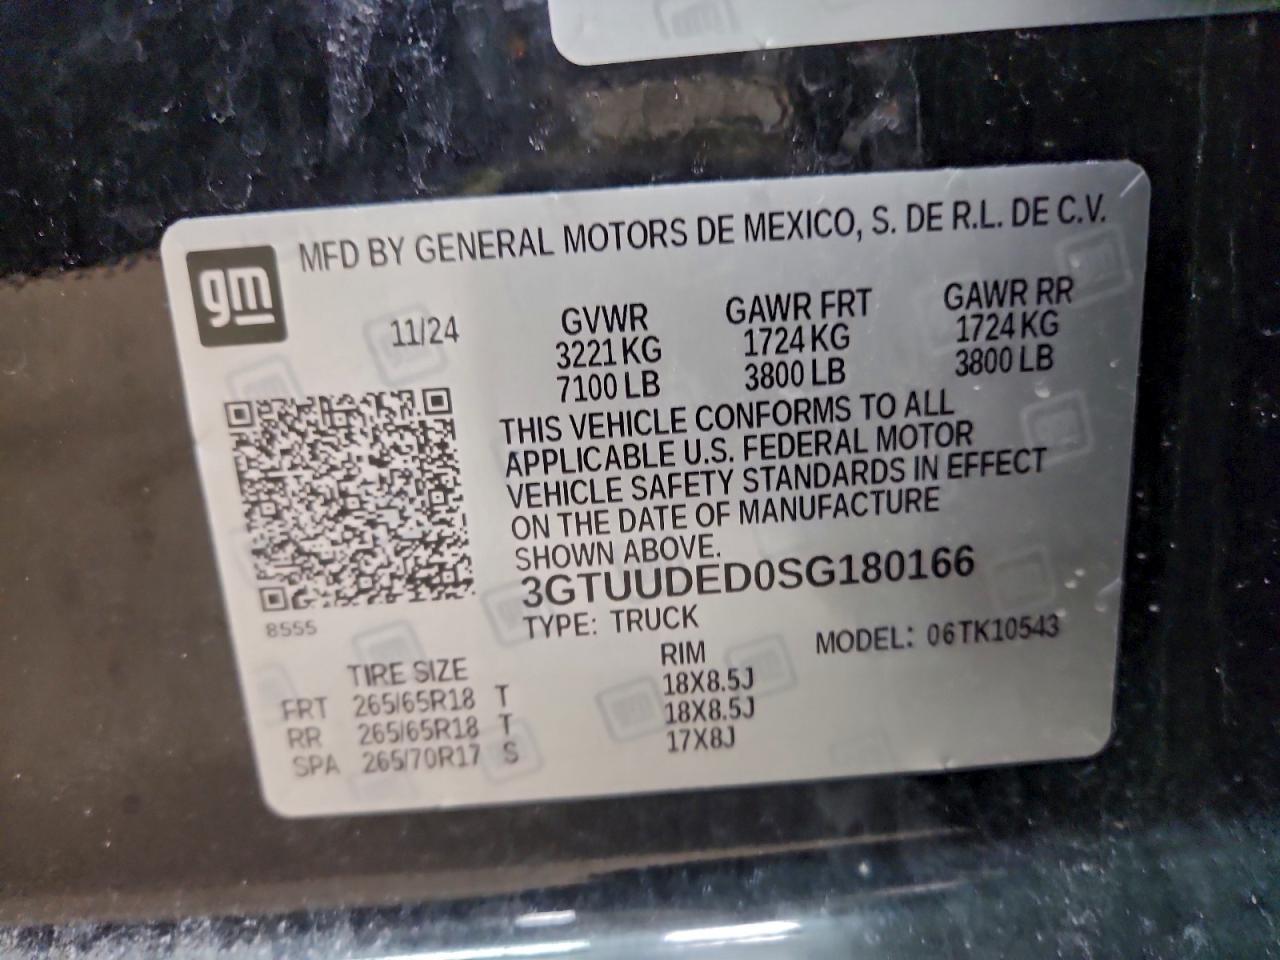 gm
MFD BY GENERAL MOTORS DE MEXICO, S. DE R.L. DE C.V.
11/24
GVWR GAWR FRT GAWR RR
3221 KG 1724 KG 1724 KG
7100 LB 3800 LB 3800 LB
THIS VEHICLE CONFORMS TO ALL
APPLICABLE U.S. FEDERAL MOTOR
VEHICLE SAFETY STANDARDS IN EFFECT
ON THE DATE OF MANUFACTURE
SHOWN ABOVE.
3GTUUDED0SG180166
8555
TYPE: TRUCK MODEL: 06TK10543
TIRE SIZE RIM
FRT 265/65R18 T 18X8.5J
RR 265/65R18 T 18X8.5J
SPA 265/70R17 S 17X8J